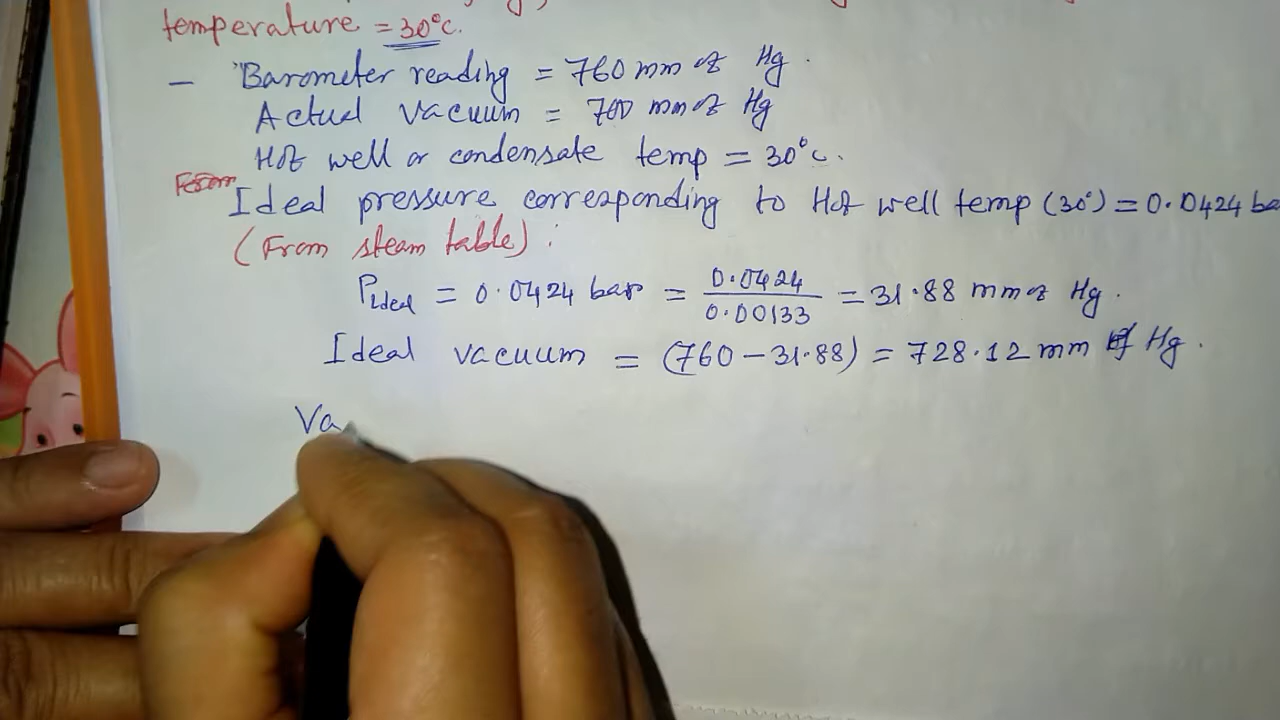 temperature = 30°c.
- Barometer reading = 760 mm of Hg.
Actual vacuum = 700 mm of Hg
Hot well or condensate temp = 30°c.
From
Ideal pressure corresponding to Hot well temp (30°) = 0.0424 ba
(From steam table) :
PIdeal = 0.0424 bar = 0.0424 / 0.00133 = 31.88 mm of Hg.
Ideal vacuum = (760 - 31.88) = 728.12 mm of Hg.
Va